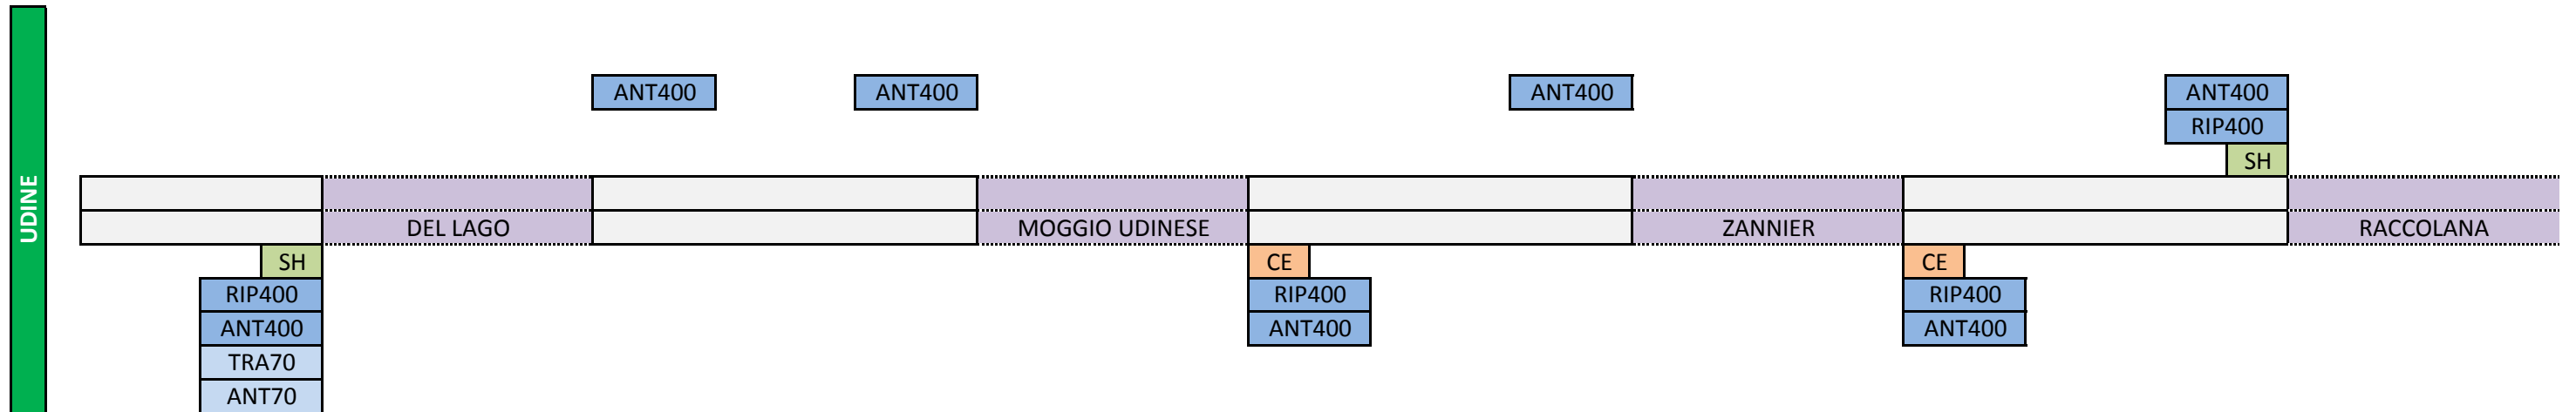 UDINE
ANT400 ANT400 ANT400 ANT400
RIP400
SH
DEL LAGO MOGGIO UDINESE ZANNIER RACCOLANA
SH CE CE
RIP400 RIP400 RIP400
ANT400 ANT400 ANT400
TRA70
ANT70